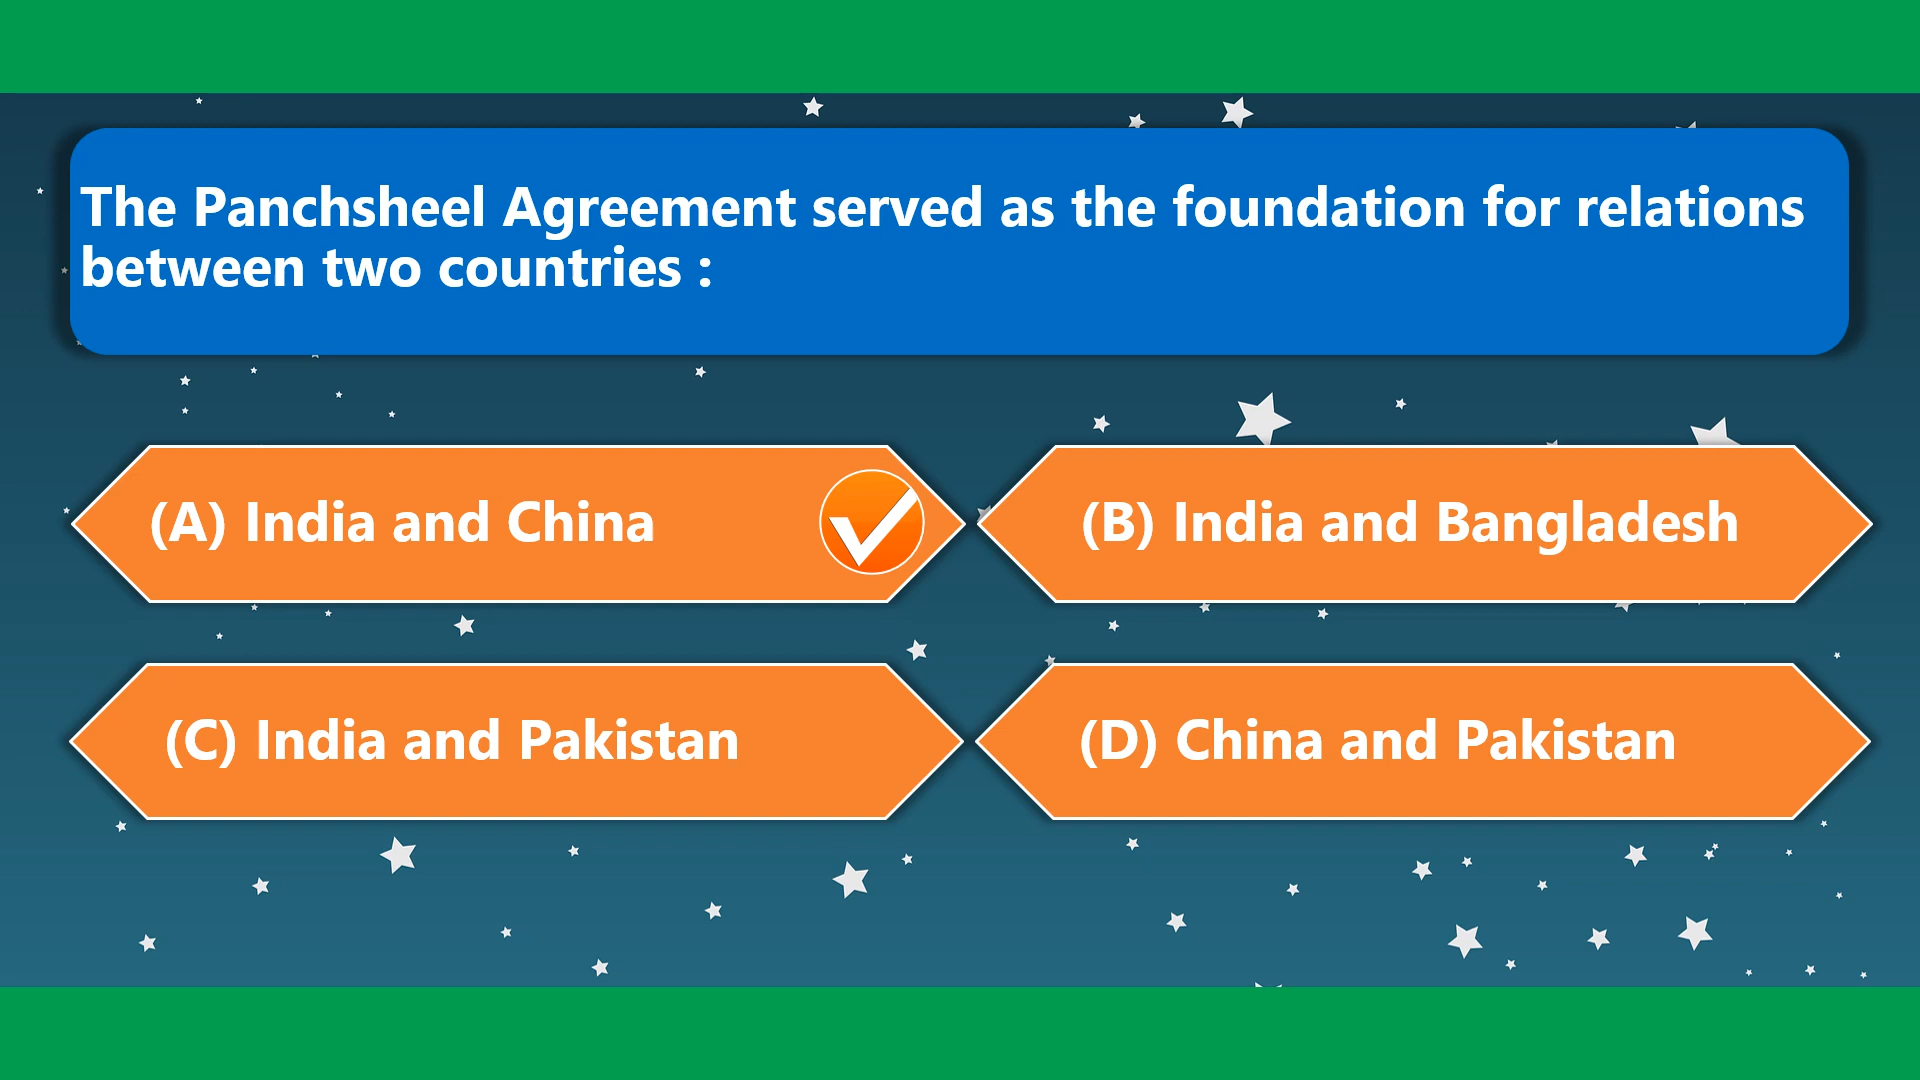 The Panchsheel Agreement served as the foundation for relations
between two countries :
(A) India and China
(B) India and Bangladesh
(C) India and Pakistan
(D) China and Pakistan